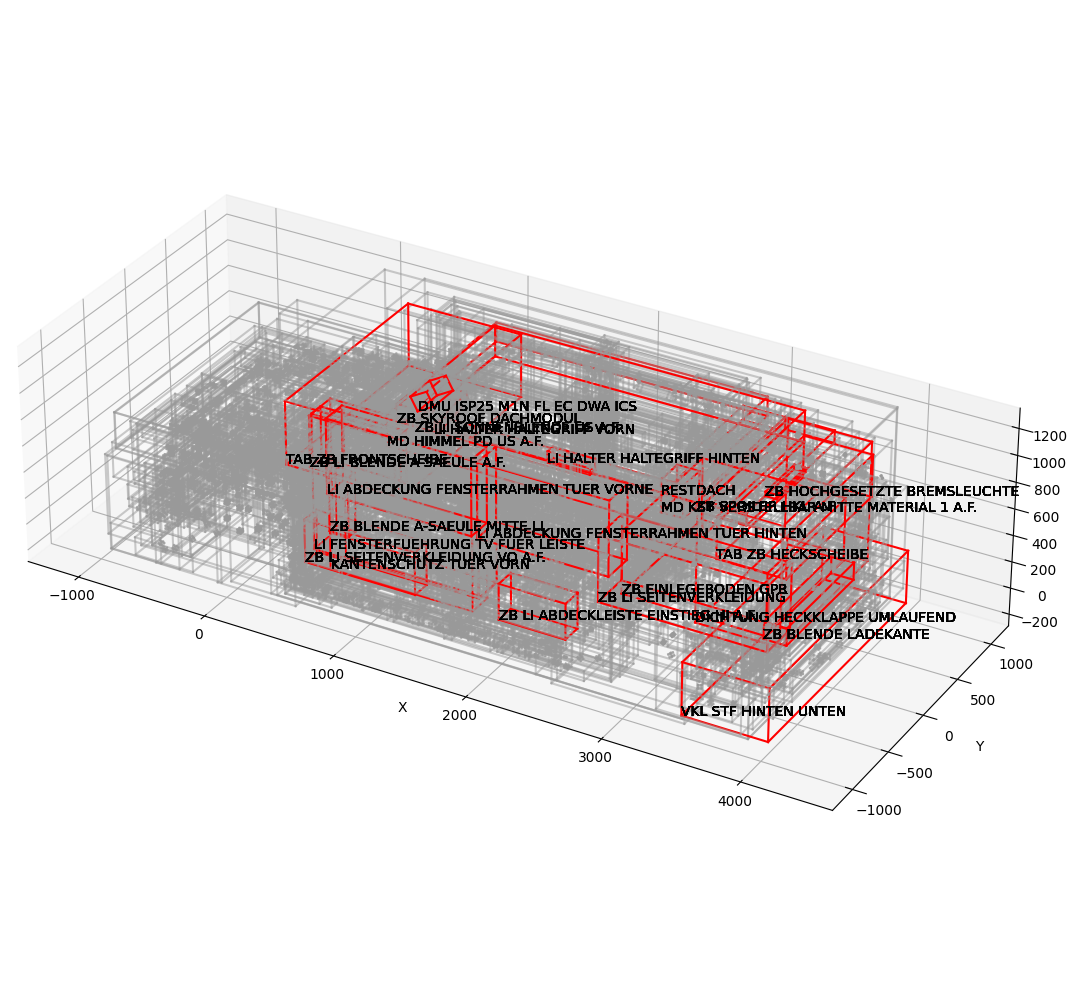 DMU ISP25 M1N FL EC DWA ICS
ZB SKYROOF DACHMODUL
LI HALTER HALTEGRIFF VORN
MD HIMMEL PD US A.F.
LI HALTER HALTEGRIFF HINTEN
TAB ZB FRONTSCHEIBE
ZB LI BLENDE A-SAEULE A.F.
LI ABDECKUNG FENSTERRAHMEN TUER VORNE
RESTDACH
ZB HOCHGESETZTE BREMSLEUCHTE
MATERIAL 1 A.F.
ZB BLENDE A-SAEULE MITTE LI
LI ABDECKUNG FENSTERRAHMEN TUER HINTEN
LI FENSTERFUEHRUNG TV FUER LEISTE
TAB ZB HECKSCHEIBE
ZB LI SEITENVERKLEIDUNG VO A.F.
KANTENSCHUTZ TUER VORN
ZB EINLEGEBODEN GPR
ZB LI SEITENVERKLEIDUNG
ZB LI ABDECKLEISTE EINSTIEG HI A.F.
DICHTUNG HECKKLAPPE UMLAUFEND
ZB BLENDE LADEKANTE
VKL STF HINTEN UNTEN
−1000
0
1000
2000
3000
4000
X
−1000
−500
0
500
1000
Y
−200
0
200
400
600
800
1000
1200